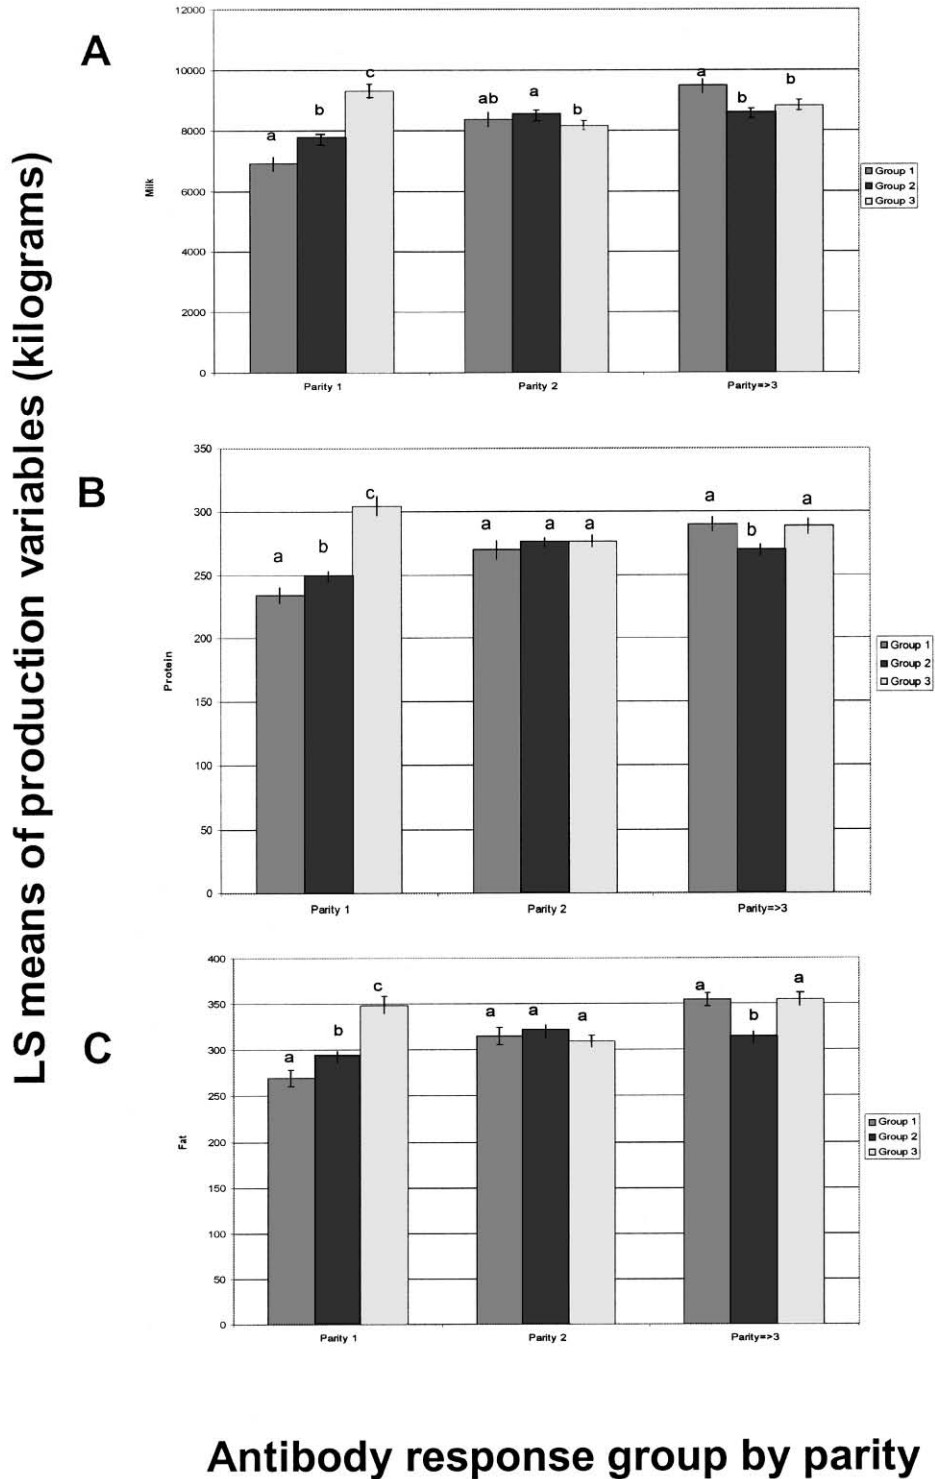 LS means of production variables (kilograms)
A
12000
10000
8000
6000
4000
2000
0
Milk
a
b
c
ab
a
b
a
b
b
Parity 1
Parity 2
Parity=>3
Group 1
Group 2
Group 3
B
350
300
250
200
150
100
50
0
Protein
a
b
c
a
a
a
a
b
a
Parity 1
Parity 2
Parity=>3
Group 1
Group 2
Group 3
C
400
350
300
250
200
150
100
50
0
Fat
a
b
c
a
a
a
a
b
a
Parity 1
Parity 2
Parity=>3
Group 1
Group 2
Group 3
Antibody response group by parity